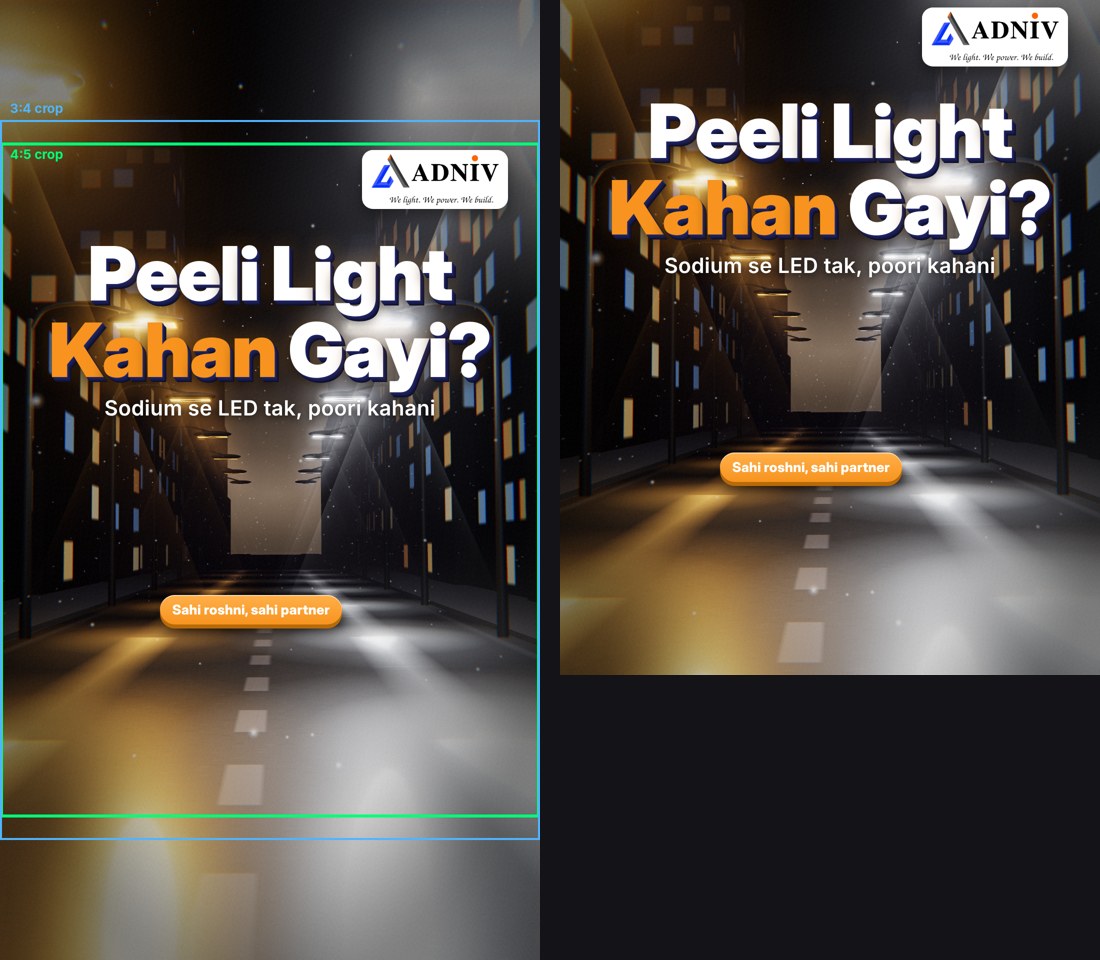 3:4 crop
4:5 crop
ADNIV
We light. We power. We build.
Peeli Light
Kahan Gayi?
Sodium se LED tak, poori kahani
Sahi roshni, sahi partner
ADNIV
We light. We power. We build.
Peeli Light
Kahan Gayi?
Sodium se LED tak, poori kahani
Sahi roshni, sahi partner